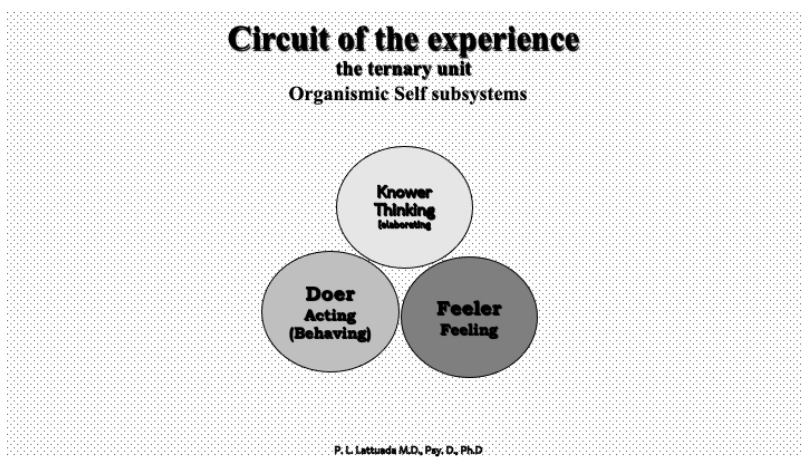 Circuit of the experience
the ternary unit
Organismic Self subsystems
Knower
Thinking
(elaborating
Doer
Acting
(Behaving)
Feeler
Feeling
P. L. Lattuada M.D., Psy. D., Ph.D